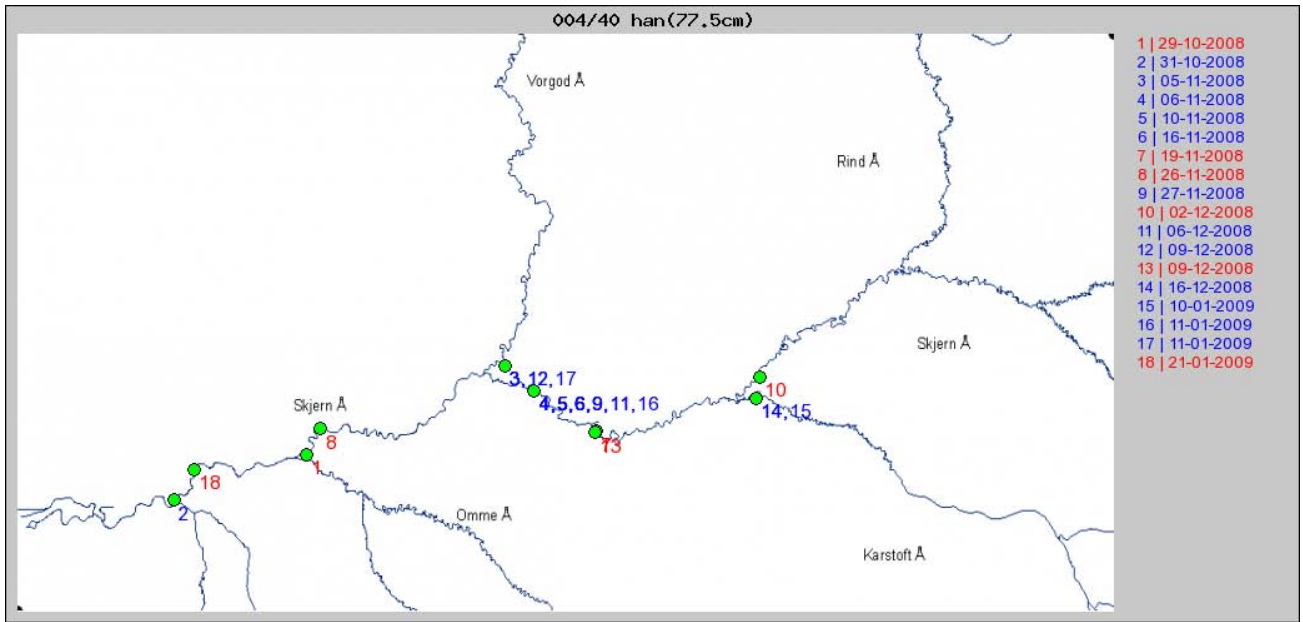 004/40 han(77.5cm)
Vorgod Å
Rind Å
Skjern Å
3,12,17
10
4,5,6,9,11,16
14,15
Skjern Å
8
13
1
18
2
Omme Å
Karstoft Å
1 | 29-10-2008
2 | 31-10-2008
3 | 05-11-2008
4 | 06-11-2008
5 | 10-11-2008
6 | 16-11-2008
7 | 19-11-2008
8 | 26-11-2008
9 | 27-11-2008
10 | 02-12-2008
11 | 06-12-2008
12 | 09-12-2008
13 | 09-12-2008
14 | 16-12-2008
15 | 10-01-2009
16 | 11-01-2009
17 | 11-01-2009
18 | 21-01-2009